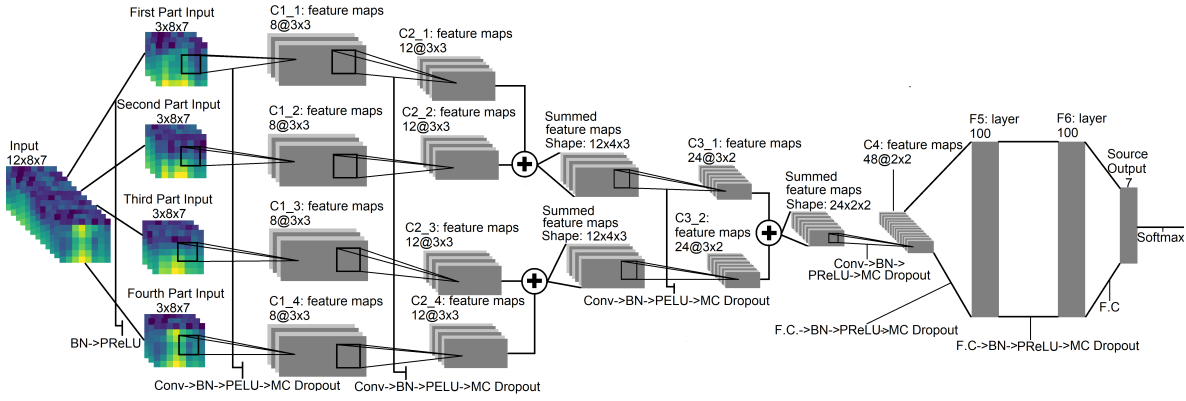 First Part Input
3x8x7
C1_1: feature maps
8@3x3
C2_1: feature maps
12@3x3
Second Part Input
3x8x7
C1_2: feature maps
8@3x3
C2_2: feature maps
12@3x3
Summed
feature maps
Shape: 12x4x3
Input
12x8x7
F5: layer
100
F6: layer
100
C3_1: feature maps
24@3x2
C4: feature maps
48@2x2
Source
Output
7
Third Part Input
3x8x7
C1_3: feature maps
8@3x3
C2_3: feature maps
12@3x3
Summed
feature maps
Shape: 12x4x3
C3_2:
feature maps
24@3x2
Summed
feature maps
Shape: 24x2x2
Softmax
Conv->BN->
PReLU->MC Dropout
Fourth Part Input
3x8x7
C1_4: feature maps
8@3x3
C2_4: feature maps
12@3x3
Conv->BN->PELU->MC Dropout
F.C
BN->PReLU
F.C.->BN->PReLU->MC Dropout
F.C->BN->PReLU->MC Dropout
Conv->BN->PELU->MC Dropout
Conv->BN->PELU->MC Dropout